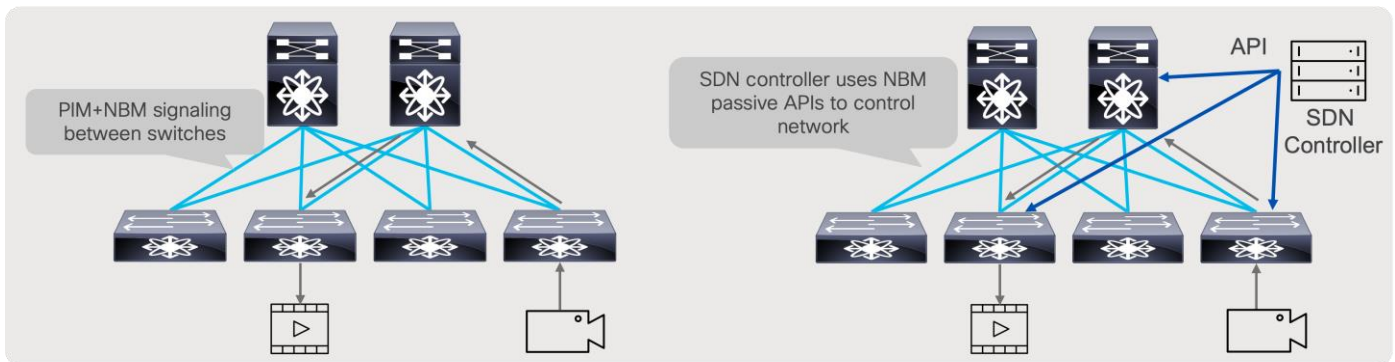 PIM+NBM signaling
between switches
SDN controller uses NBM
passive APIs to control
network
API
SDN
Controller